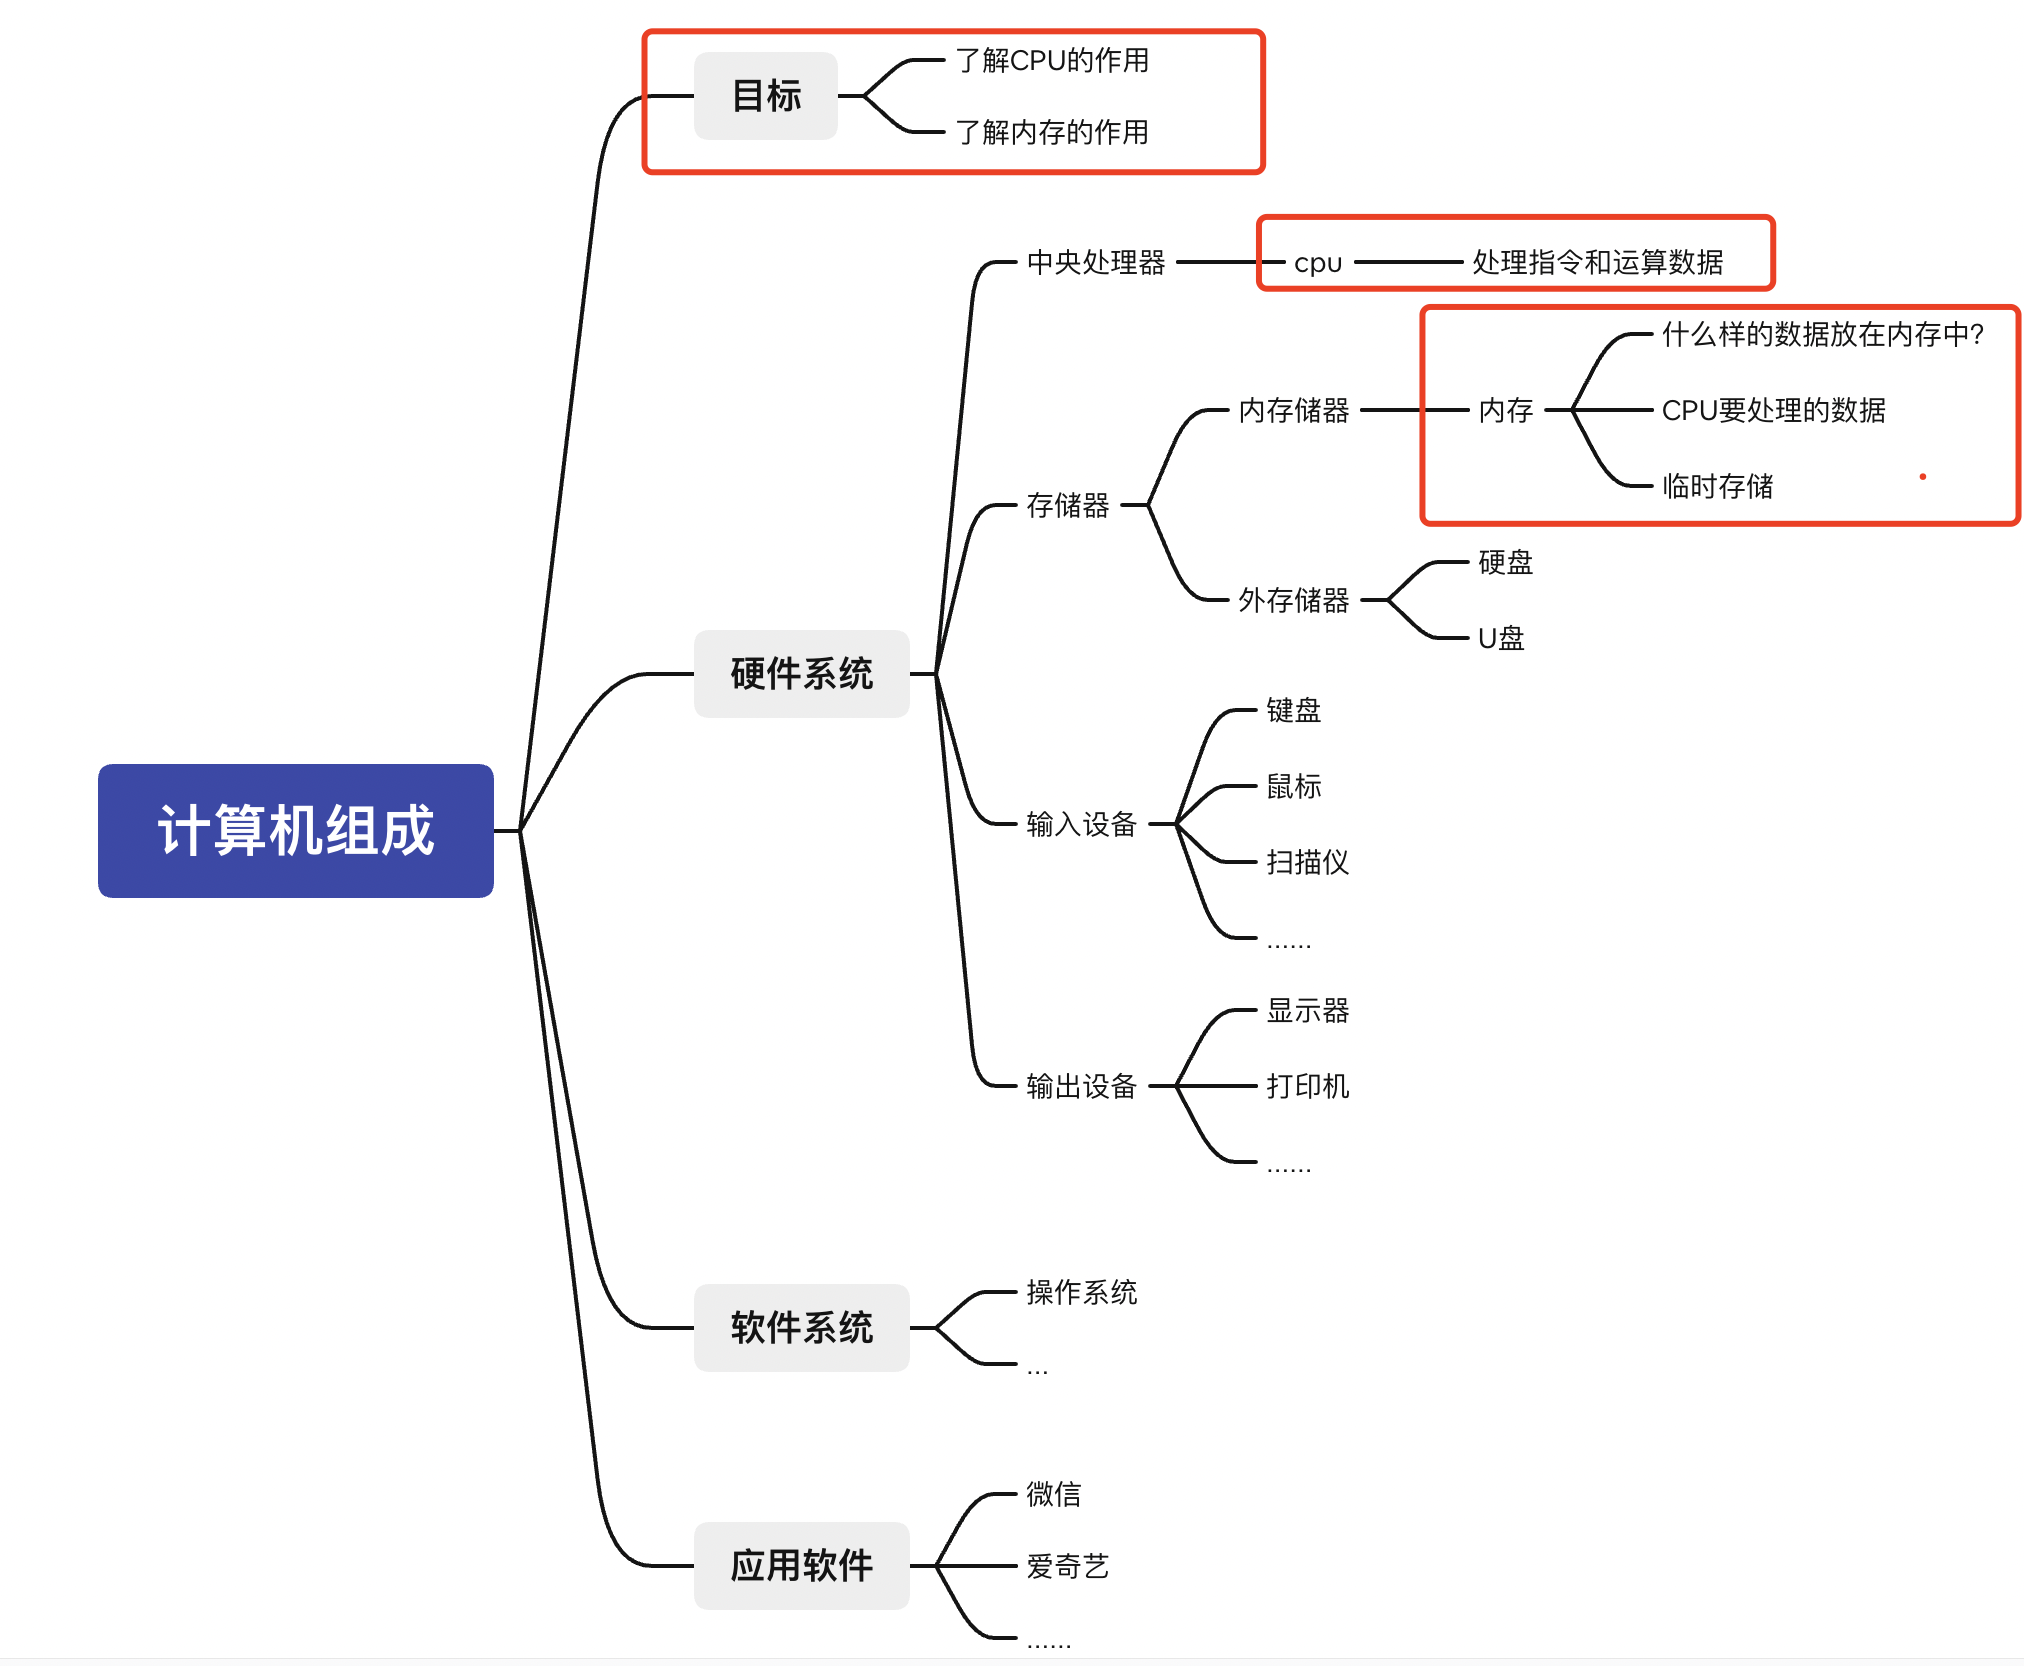 目标
了解CPU的作用
了解内存的作用
计算机组成
硬件系统
中央处理器
cpu
处理指令和运算数据
存储器
内存储器
内存
什么样的数据放在内存中?
CPU要处理的数据
临时存储
外存储器
硬盘
U盘
输入设备
键盘
鼠标
扫描仪
......
输出设备
显示器
打印机
......
软件系统
操作系统
...
应用软件
微信
爱奇艺
......